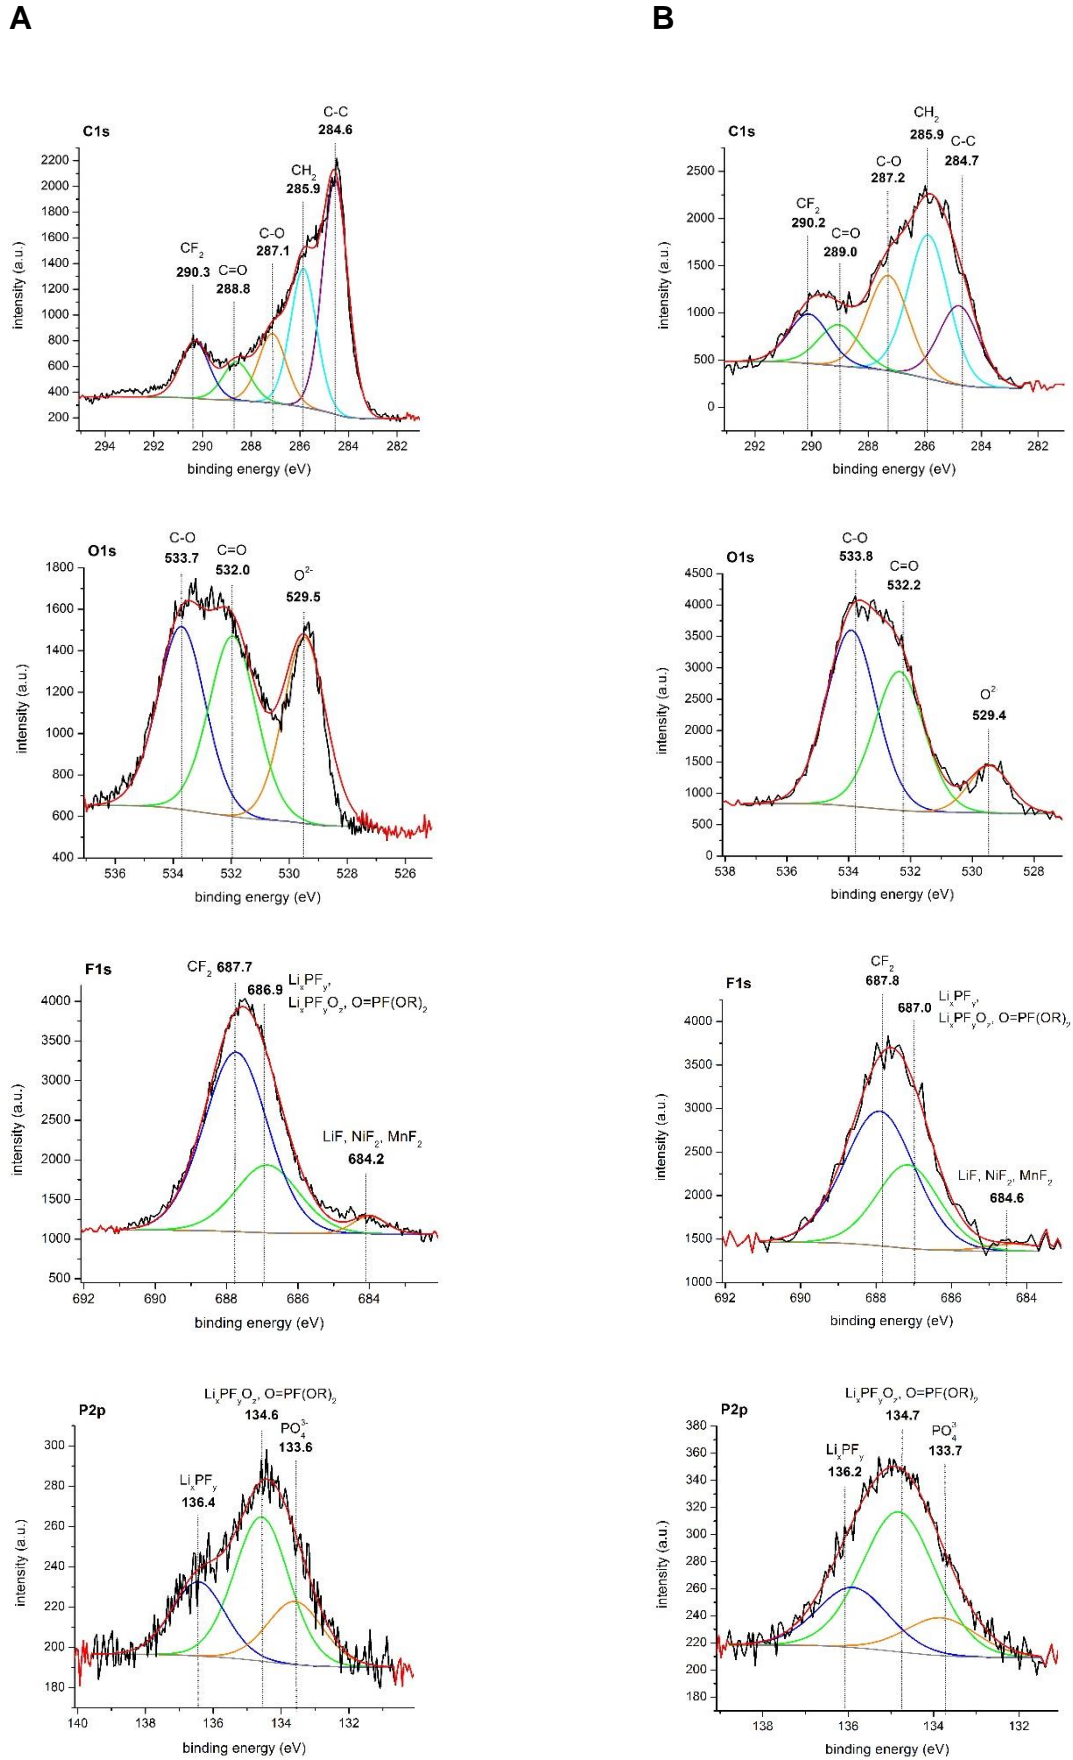 A
B
C1s
C-C
284.6
CH2
285.9
C-O
287.1
CF2
290.3
C=O
288.8
intensity (a.u.)
2200
2000
1800
1600
1400
1200
1000
800
600
400
200
294 292 290 288 286 284 282
binding energy (eV)
C1s
CH2
285.9
C-C
284.7
C-O
287.2
CF2
290.2
C=O
289.0
intensity (a.u.)
2500
2000
1500
1000
500
0
292 290 288 286 284 282
binding energy (eV)
O1s
C-O
533.7
C=O
532.0
O2-
529.5
intensity (a.u.)
1800
1600
1400
1200
1000
800
600
400
536 534 532 530 528 526
binding energy (eV)
O1s
C-O
533.8
C=O
532.2
O2-
529.4
intensity (a.u.)
4500
4000
3500
3000
2500
2000
1500
1000
500
0
538 536 534 532 530 528
binding energy (eV)
F1s
CF2 687.7
686.9
LixPFy,
LixPFyOz, O=PF(OR)2
LiF, NiF2, MnF2
684.2
intensity (a.u.)
4000
3500
3000
2500
2000
1500
1000
500
692 690 688 686 684
binding energy (eV)
F1s
CF2
687.8
687.0
LixPFy,
LixPFyOz, O=PF(OR)2
LiF, NiF2, MnF2
684.6
intensity (a.u.)
4000
3500
3000
2500
2000
1500
1000
692 690 688 686 684
binding energy (eV)
P2p
LixPFyOz, O=PF(OR)2
134.6
PO43-
133.6
LixPFy
136.4
intensity (a.u.)
300
280
260
240
220
200
180
140 138 136 134 132
binding energy (eV)
P2p
LixPFyOz, O=PF(OR)2
134.7
PO43
133.7
LixPFy
136.2
intensity (a.u.)
380
360
340
320
300
280
260
240
220
200
180
138 136 134 132
binding energy (eV)